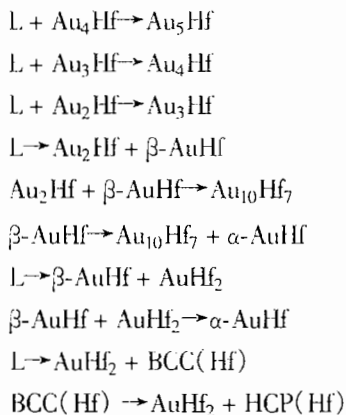 L + Au₄Hf→Au₅Hf
L + Au₃Hf→Au₄Hf
L + Au₂Hf→Au₃Hf
L→Au₂Hf + β-AuHf
Au₂Hf + β-AuHf→Au₁₀Hf₇
β-AuHf→Au₁₀Hf₇ + α-AuHf
L→β-AuHf + AuHf₂
β-AuHf + AuHf₂→α-AuHf
L→AuHf₂ + BCC(Hf)
BCC(Hf) →AuHf₂ + HCP(Hf)